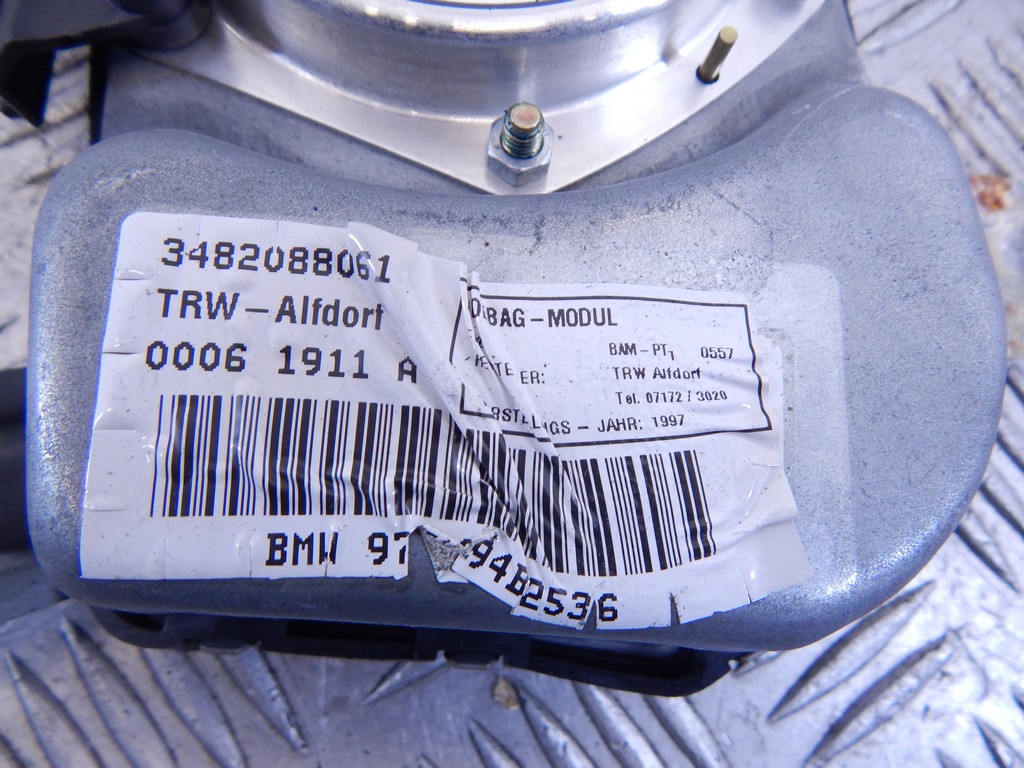 3482088061
TRW-Alfdorf
0006 1911 A
BAG-MODUL
BAM-PT1 0557
ER: TRW Alfdorf
Tel. 07172 / 3020
JAHR: 1997
BMW 97 94B2536